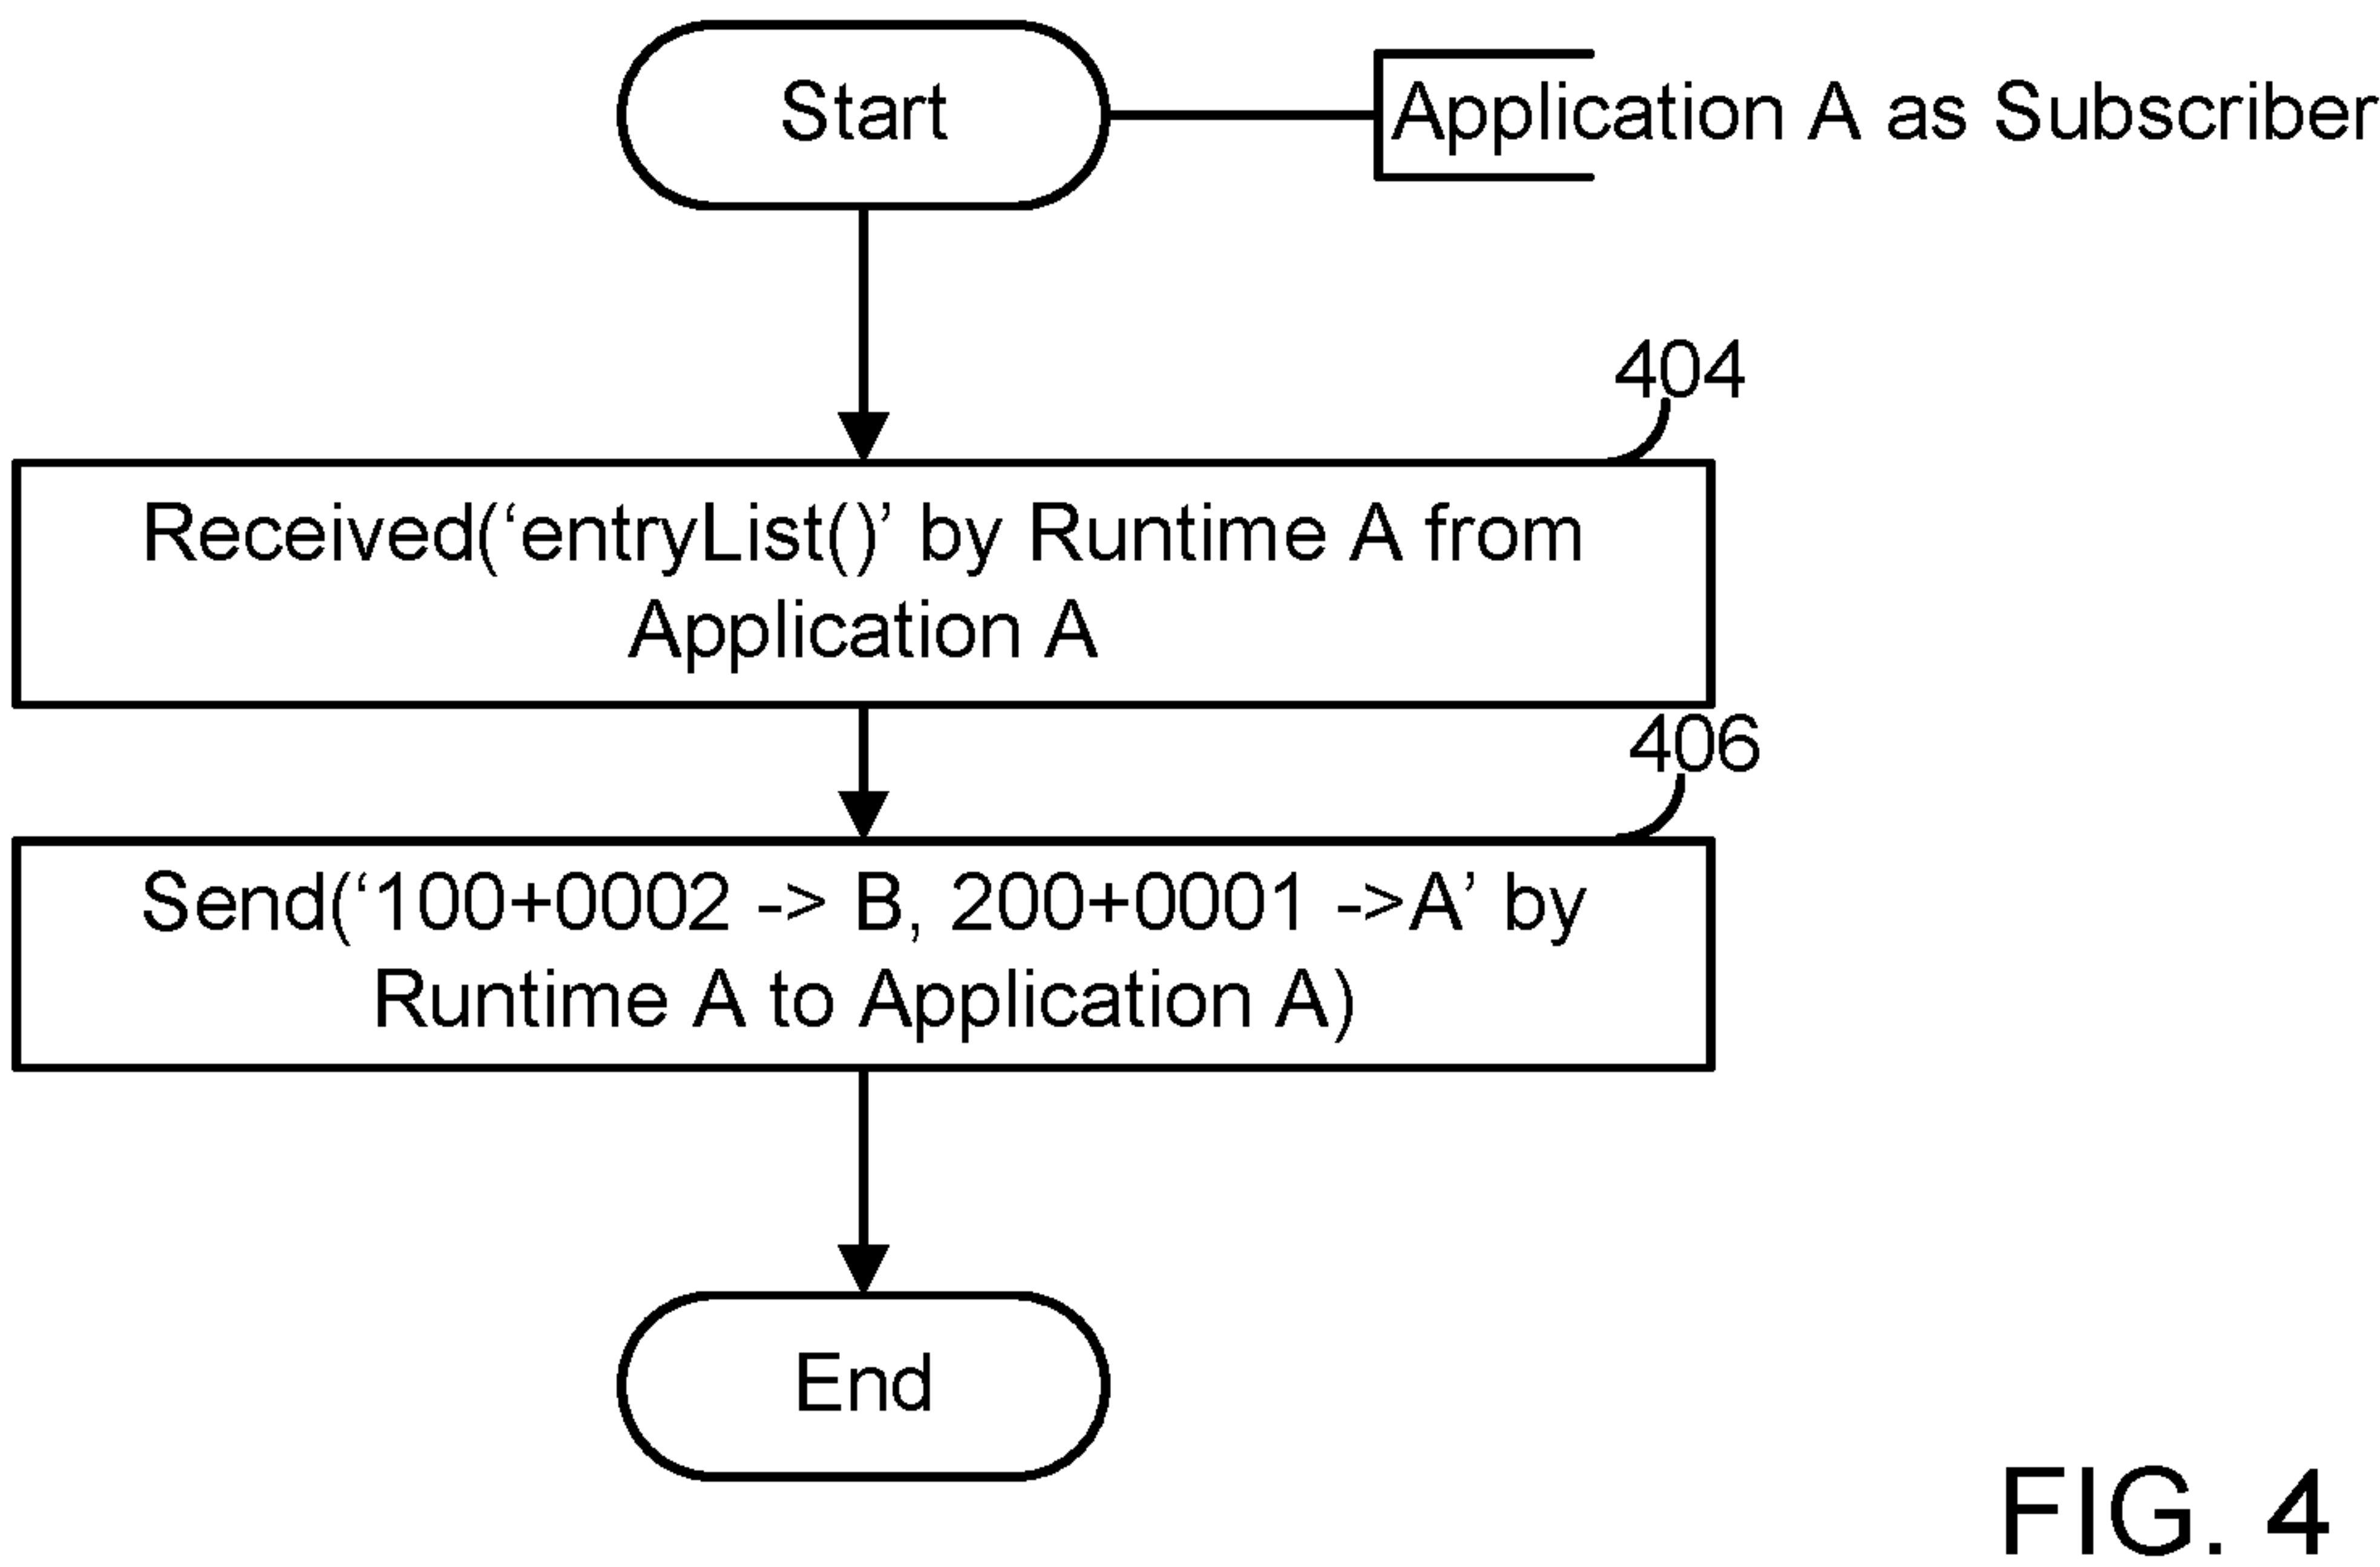 Start
Application A as Subscriber
404
Received(‘entryList()’ by Runtime A from
Application A
406
Send(‘100+0002 -> B, 200+0001 ->A’ by
Runtime A to Application A)
End
FIG. 4